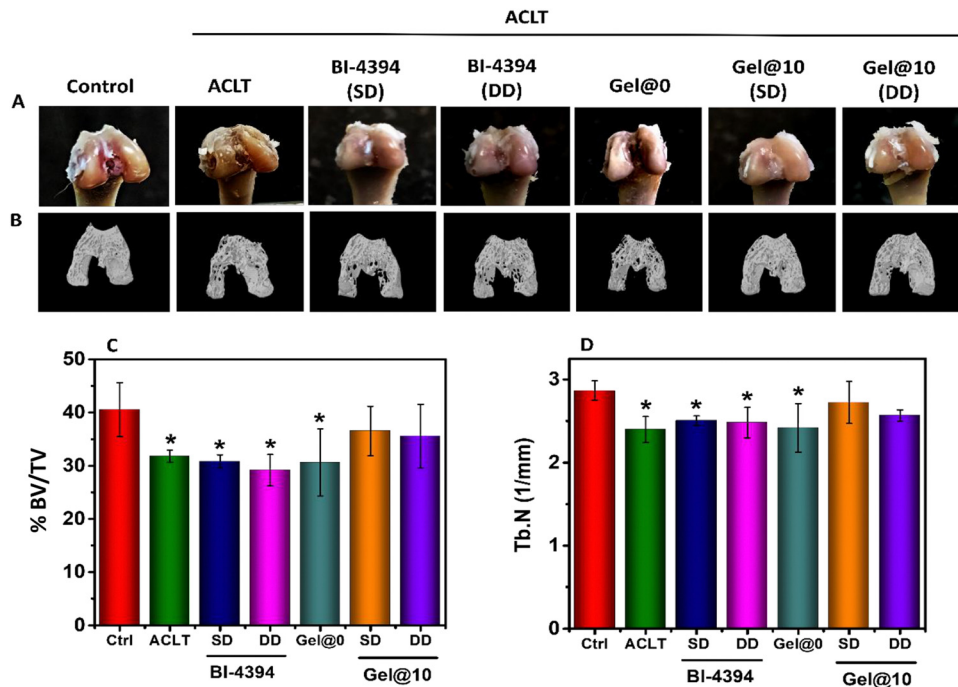 ACLT
Control
ACLT
BI-4394
(SD)
BI-4394
(DD)
Gel@0
Gel@10
(SD)
Gel@10
(DD)
A
B
C
50
40
30
20
10
0
% BV/TV
* * * *
Ctrl ACLT SD DD Gel@0 SD DD
BI-4394 Gel@10
D
3
2
1
0
Tb.N (1/mm)
* * * *
Ctrl ACLT SD DD Gel@0 SD DD
BI-4394 Gel@10